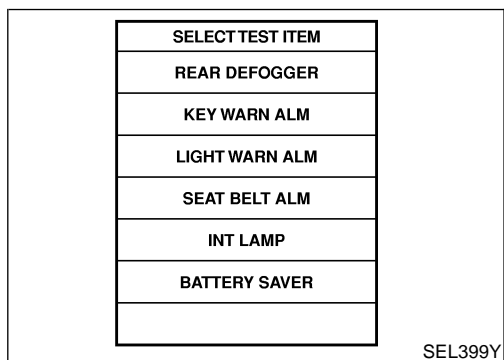 SELECT TEST ITEM
REAR DEFOGGER
KEY WARN ALM
LIGHT WARN ALM
SEAT BELT ALM
INT LAMP
BATTERY SAVER
SEL399Y